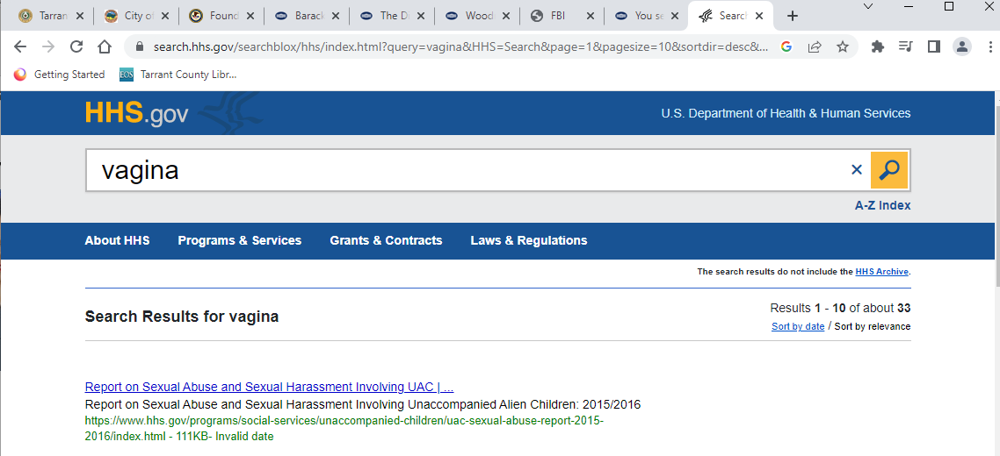 Tarran
City of
Found
Barack
The D
Wood
FBI
You se
Search
search.hhs.gov/searchblox/hhs/index.html?query=vagina&HHS=Search&page=1&pagesize=10&sortdir=desc&...
Getting Started
EOS
Tarrant County Libr...
HHS.gov
U.S. Department of Health & Human Services
vagina
A-Z Index
About HHS Programs & Services Grants & Contracts Laws & Regulations
The search results do not include the HHS Archive.
Search Results for vagina
Results 1 - 10 of about 33
Sort by date / Sort by relevance
Report on Sexual Abuse and Sexual Harassment Involving UAC | ...
Report on Sexual Abuse and Sexual Harassment Involving Unaccompanied Alien Children: 2015/2016
https://www.hhs.gov/programs/social-services/unaccompanied-children/uac-sexual-abuse-report-2015-
2016/index.html - 111KB- Invalid date